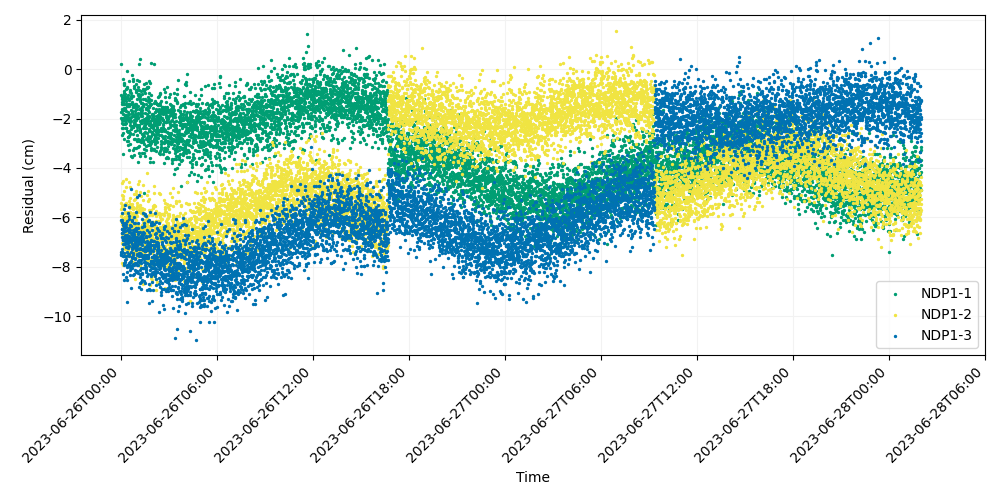 2
0
−2
−4
−6
−8
−10
Residual (cm)
NDP1-1
NDP1-2
NDP1-3
2023-06-26T00:00
2023-06-26T06:00
2023-06-26T12:00
2023-06-26T18:00
2023-06-27T00:00
2023-06-27T06:00
2023-06-27T12:00
2023-06-27T18:00
2023-06-28T00:00
2023-06-28T06:00
Time